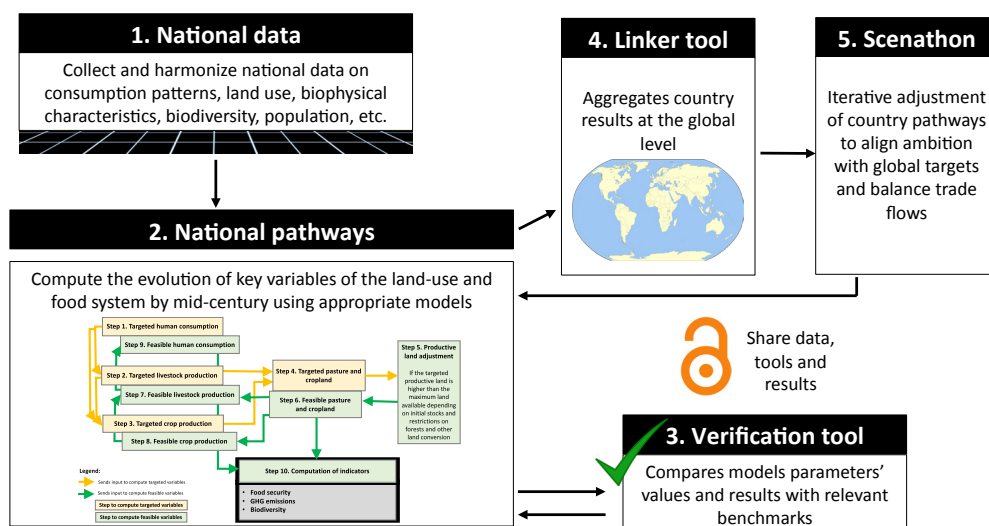 1. National data
Collect and harmonize national data on
consumption patterns, land use, biophysical
characteristics, biodiversity, population, etc.
2. National pathways
Compute the evolution of key variables of the land-use and
food system by mid-century using appropriate models
Step 1. Targeted human consumption
Step 9. Feasible human consumption
Step 2. Targeted livestock production
Step 7. Feasible livestock production
Step 3. Targeted crop production
Step 8. Feasible crop production
Step 4. Targeted pasture and
cropland
Step 6. Feasible pasture
and cropland
Step 5. Productive
land adjustment
If the targeted
productive land is
higher than the
maximum land
available depending
on initial stocks and
restrictions on
forests and other
land conversion
Step 10. Computation of indicators
• Food security
• GHG emissions
• Biodiversity
Legend:
Sends input to compute targeted variables
Sends input to compute feasible variables
Step to compute targeted variables
Step to compute feasible variables
4. Linker tool
Aggregates country
results at the global
level
5. Scenathon
Iterative adjustment
of country pathways
to align ambition
with global targets
and balance trade
flows
Share data,
tools and
results
3. Verification tool
Compares models parameters’
values and results with relevant
benchmarks